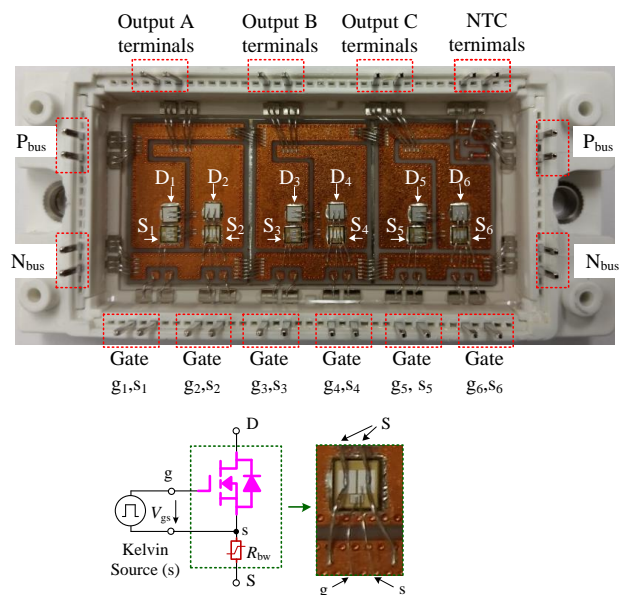 Output A
terminals
Output B
terminals
Output C
terminals
NTC
ternimals
Pbus
Pbus
D1
D2
D3
D4
D5
D6
S1
S2
S3
S4
S5
S6
Nbus
Nbus
Gate
g1,s1
Gate
g2,s2
Gate
g3,s3
Gate
g4,s4
Gate
g5, s5
Gate
g6,s6
D
S
g
Vgs
s
Kelvin
Source (s)
Rbw
S
g
s